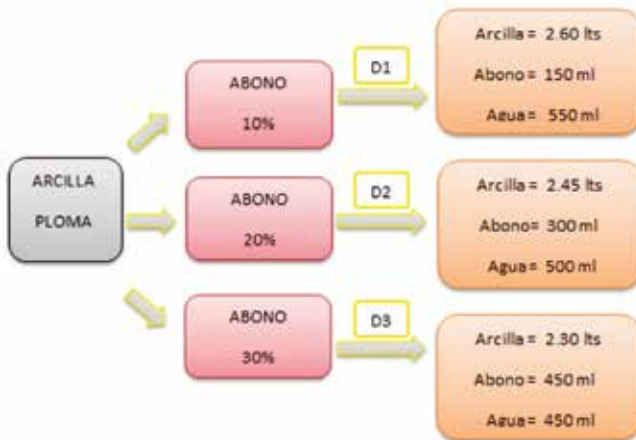 ARCILLA
PLOMA
ABONO
10%
D1
Arcilla = 2.60 lts
Abono = 150 ml
Agua = 550 ml
ABONO
20%
D2
Arcilla = 2.45 lts
Abono= 300 ml
Agua = 500 ml
ABONO
30%
D3
Arcilla = 2.30 lts
Abono = 450 ml
Agua = 450 ml